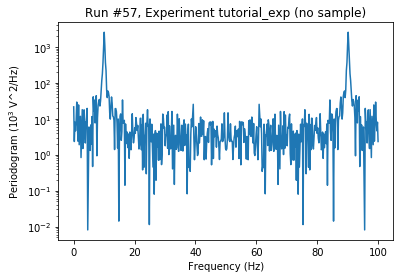 Run #57, Experiment tutorial_exp (no sample)
Periodogram (10³ V^2/Hz)
10³
10²
10¹
10⁰
10⁻¹
10⁻²
0 20 40 60 80 100
Frequency (Hz)